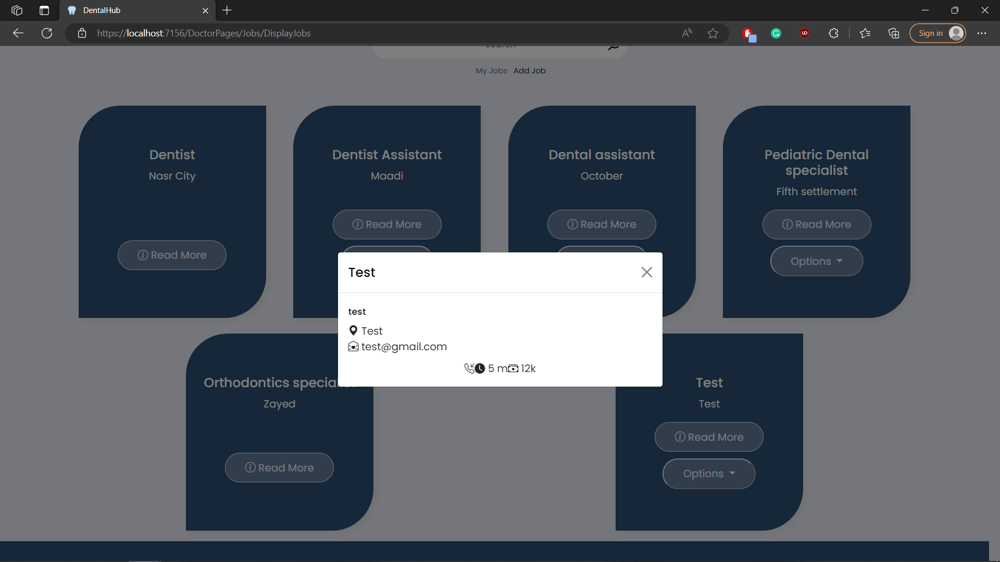 DentalHub
https://localhost:7156/DoctorPages/Jobs/DisplayJobs
Sign in
My Jobs Add Job
Dentist
Nasr City
Read More
Dentist Assistant
Maadi
Read More
Dental assistant
October
Read More
Pediatric Dental
specialist
Fifth settlement
Read More
Options
Test
test
Test
test@gmail.com
5 m 12k
Zayed
Orthodontics
Read More
Test
Test
Read More
Options